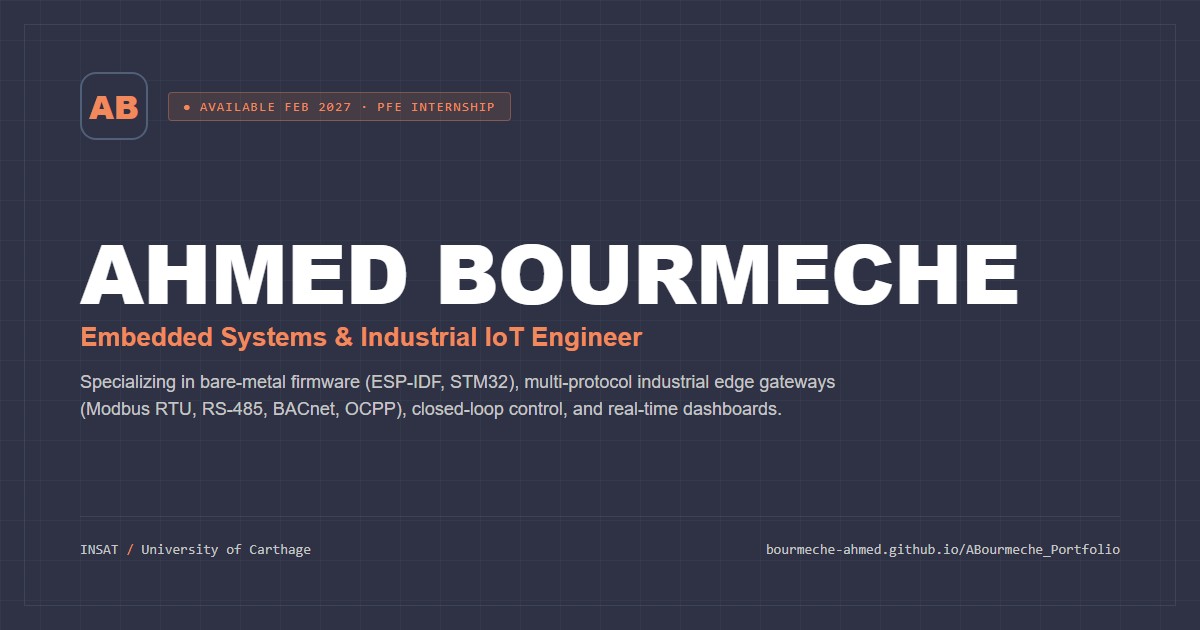 AB
● AVAILABLE FEB 2027 · PFE INTERNSHIP
AHMED BOURMECHE
Embedded Systems & Industrial IoT Engineer
Specializing in bare-metal firmware (ESP-IDF, STM32), multi-protocol industrial edge gateways
(Modbus RTU, RS-485, BACnet, OCPP), closed-loop control, and real-time dashboards.
INSAT / University of Carthage
bourmeche-ahmed.github.io/ABourmeche_Portfolio